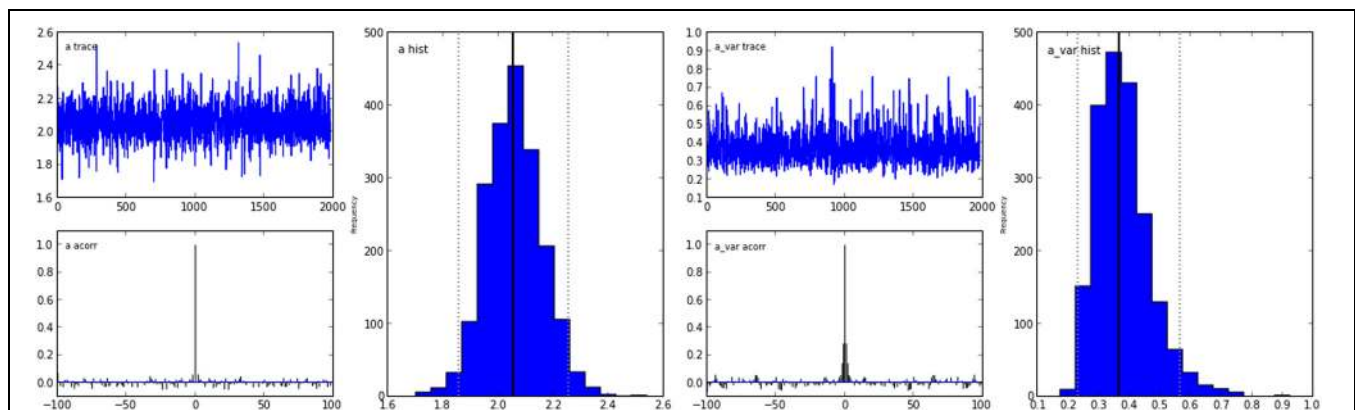 a trace
2.6
2.4
2.2
2.0
1.8
1.6
0 500 1000 1500 2000
a acorr
1.0
0.8
0.6
0.4
0.2
0.0
−100 −50 0 50 100
a hist
500
400
300
200
100
0
1.6 1.8 2.0 2.2 2.4 2.6
Frequency
a_var trace
1.0
0.9
0.8
0.7
0.6
0.5
0.4
0.3
0.2
0.1
0 500 1000 1500 2000
a_var acorr
1.0
0.8
0.6
0.4
0.2
0.0
−100 −50 0 50 100
a_var hist
500
400
300
200
100
0
0.1 0.2 0.3 0.4 0.5 0.6 0.7 0.8 0.9 1.0
Frequency